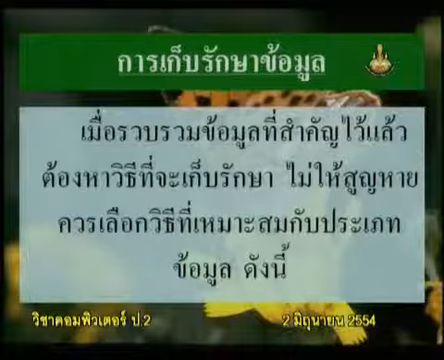 การเก็บรักษาข้อมูล
เมื่อรวบรวมข้อมูลที่สำคัญไว้แล้ว
ต้องหาวิธีที่จะเก็บรักษา ไม่ให้สูญหาย
ควรเลือกวิธีที่เหมาะสมกับประเภท
ข้อมูล ดังนี้
วิชาคอมพิวเตอร์ ป.2
2 มิถุนายน 2554